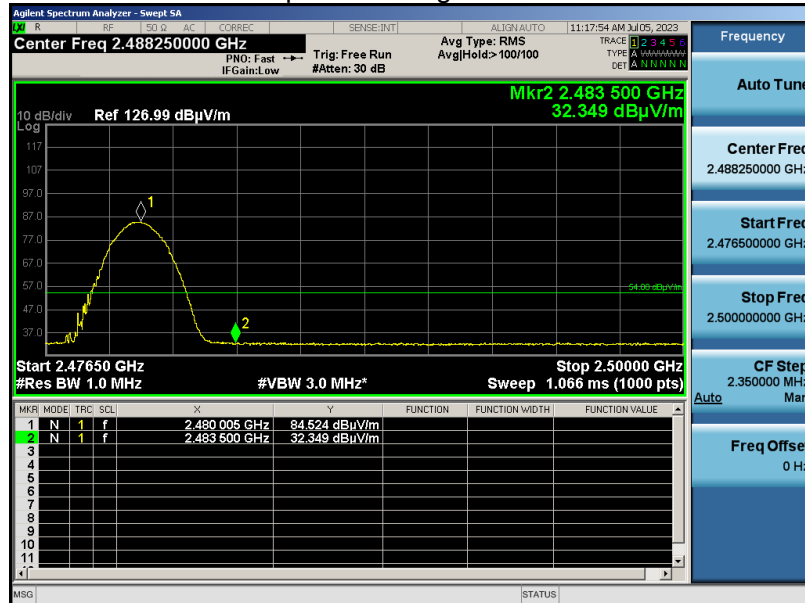 Agilent Spectrum Analyzer - Swept SA
LXI R RF 50 Ω AC CORREC SENSE:INT ALIGN AUTO 11:17:54 AM Jul 05, 2023
Center Freq 2.488250000 GHz
PNO: Fast
IFGain:Low
Trig: Free Run
#Atten: 30 dB
Avg Type: RMS
Avg|Hold:>100/100
TRACE 1 2 3 4 5 6
TYPE A WWWWW
DET A N N N N N
Mkr2 2.483 500 GHz
32.349 dBµV/m
10 dB/div Ref 126.99 dBµV/m
Log
117
107
97.0
87.0
77.0
67.0
57.0
47.0
37.0
1
2
54.00 dBµV/m
Start 2.47650 GHz Stop 2.50000 GHz
#Res BW 1.0 MHz #VBW 3.0 MHz* Sweep 1.066 ms (1000 pts)
MKR MODE TRC SCL X Y FUNCTION FUNCTION WIDTH FUNCTION VALUE
1 N 1 f 2.480 005 GHz 84.524 dBµV/m
2 N 1 f 2.483 500 GHz 32.349 dBµV/m
3
4
5
6
7
8
9
10
11
MSG STATUS
Frequency
Auto Tune
Center Freq
2.488250000 GHz
Start Freq
2.476500000 GHz
Stop Freq
2.500000000 GHz
CF Step
2.350000 MHz
Auto Man
Freq Offset
0 Hz